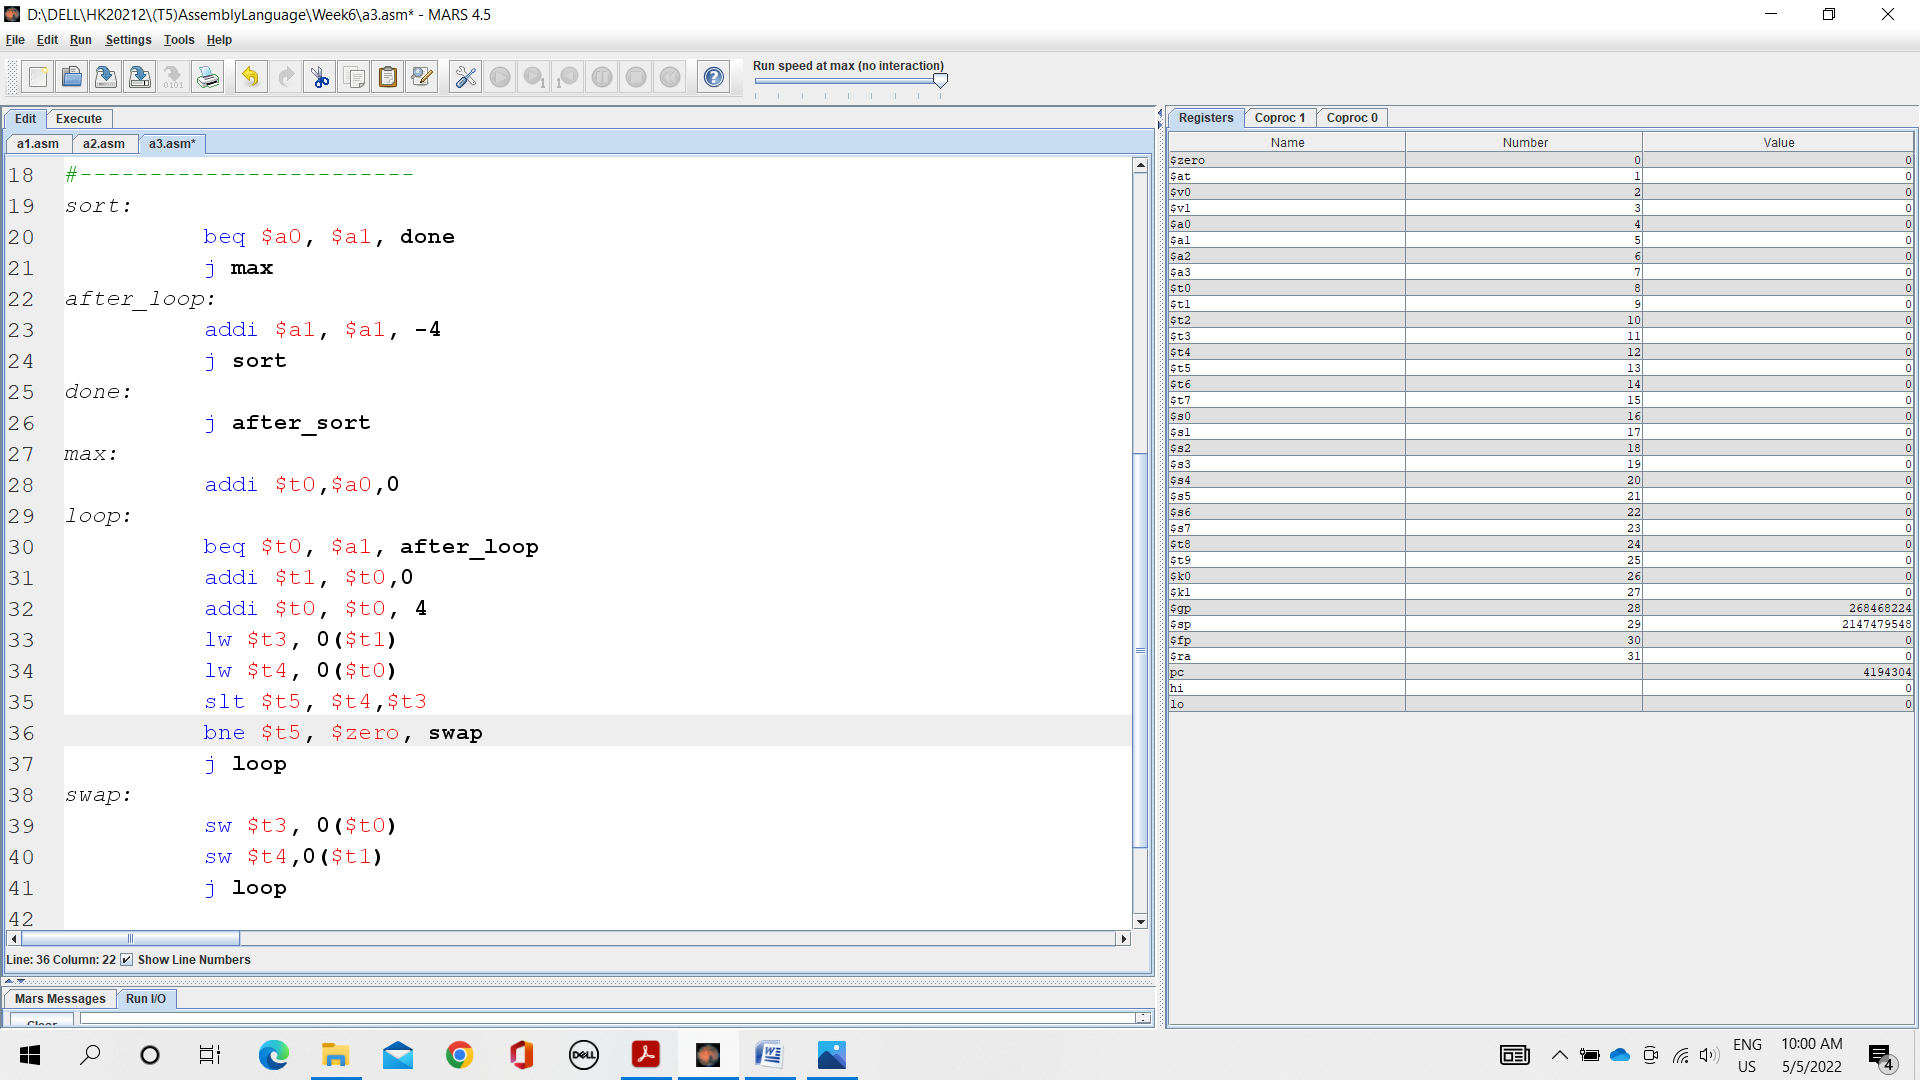 D:\DELL\HK20212\(T5)AssemblyLanguage\Week6\a3.asm* - MARS 4.5
File Edit Run Settings Tools Help
Run speed at max (no interaction)
Edit Execute
a1.asm a2.asm a3.asm*
18 #------------------------
19 sort:
20 beq $a0, $a1, done
21 j max
22 after_loop:
23 addi $a1, $a1, -4
24 j sort
25 done:
26 j after_sort
27 max:
28 addi $t0,$a0,0
29 loop:
30 beq $t0, $a1, after_loop
31 addi $t1, $t0,0
32 addi $t0, $t0, 4
33 lw $t3, 0($t1)
34 lw $t4, 0($t0)
35 slt $t5, $t4,$t3
36 bne $t5, $zero, swap
37 j loop
38 swap:
39 sw $t3, 0($t0)
40 sw $t4,0($t1)
41 j loop
42
Line: 36 Column: 22 Show Line Numbers
Mars Messages Run I/O
Clear
Registers Coproc 1 Coproc 0
Name Number Value
$zero 0 0
$at 1 0
$v0 2 0
$v1 3 0
$a0 4 0
$a1 5 0
$a2 6 0
$a3 7 0
$t0 8 0
$t1 9 0
$t2 10 0
$t3 11 0
$t4 12 0
$t5 13 0
$t6 14 0
$t7 15 0
$s0 16 0
$s1 17 0
$s2 18 0
$s3 19 0
$s4 20 0
$s5 21 0
$s6 22 0
$s7 23 0
$t8 24 0
$t9 25 0
$k0 26 0
$k1 27 0
$gp 28 268468224
$sp 29 2147479548
$fp 30 0
$ra 31 0
pc 4194304
hi 0
lo 0
DELL
ENG
US
10:00 AM
5/5/2022
4